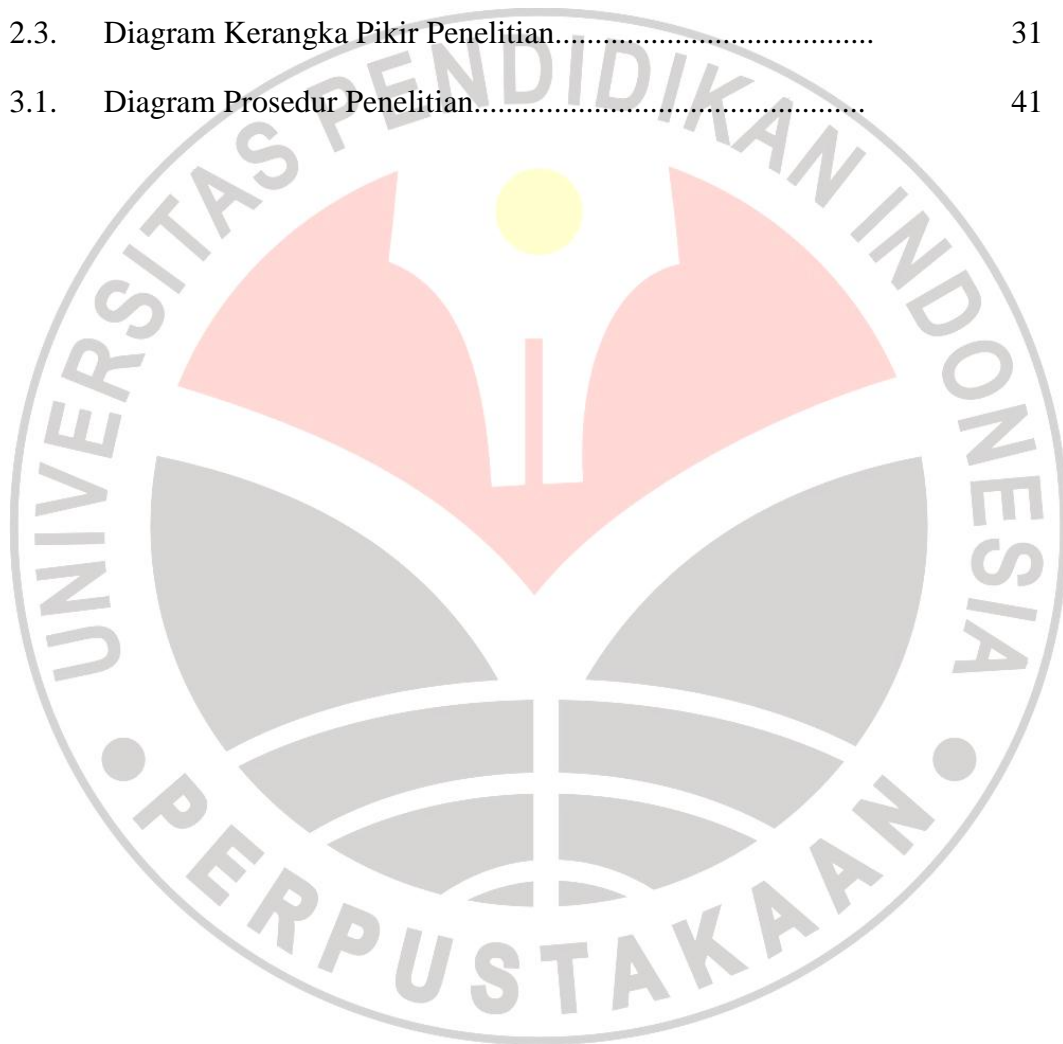 2.3. Diagram Kerangka Pikir Penelitian........................................ 31
3.1. Diagram Prosedur Penelitian................................................. 41
UNIVERSITAS PENDIDIKAN INDONESIA
PERPUSTAKAAN